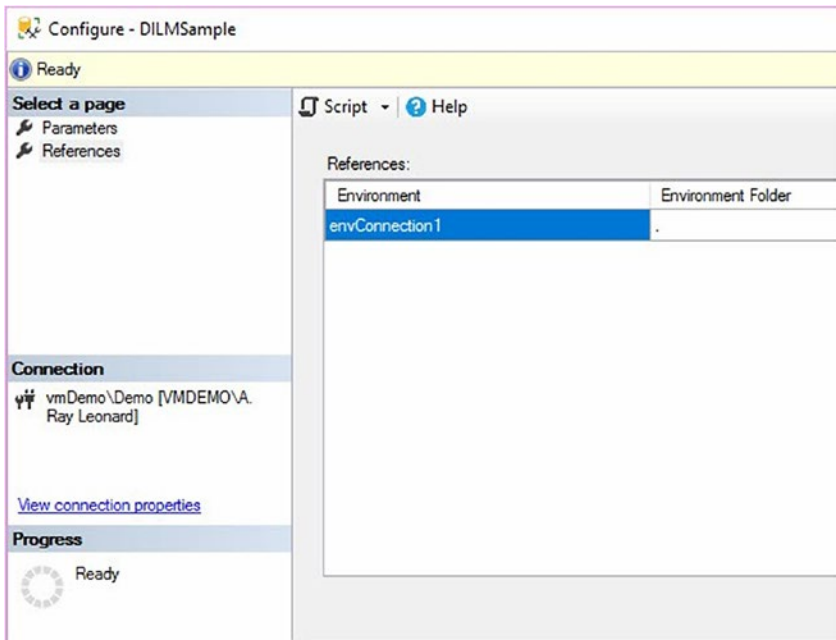 Configure - DILMSample
Ready
Select a page
Parameters
References
Script
Help
References:
Environment
Environment Folder
envConnection1
.
Connection
vmDemo\Demo [VMDEMO\A.
Ray Leonard]
View connection properties
Progress
Ready